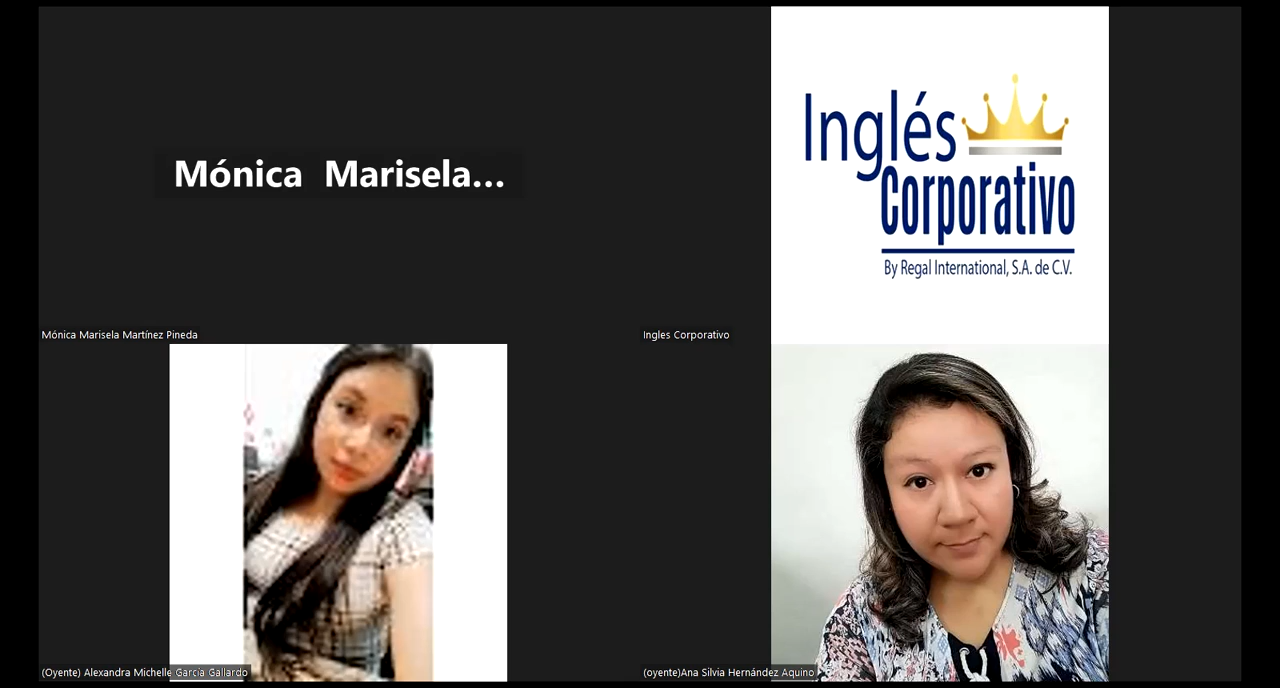 Mónica Marisela...
Inglés
Corporativo
By Regal International, S.A. de C.V.
Mónica Marisela Martínez Pineda
Ingles Corporativo
(Oyente) Alexandra Michelle García Gallardo
(oyente)Ana Silvia Hernández Aquino